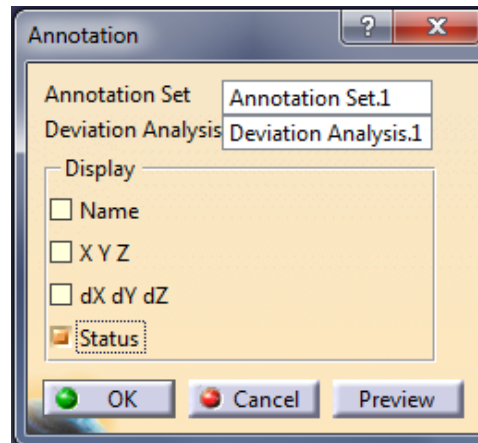 Annotation
?
X
Annotation Set Annotation Set.1
Deviation Analysis Deviation Analysis.1
Display
Name
X Y Z
dX dY dZ
Status
OK Cancel Preview